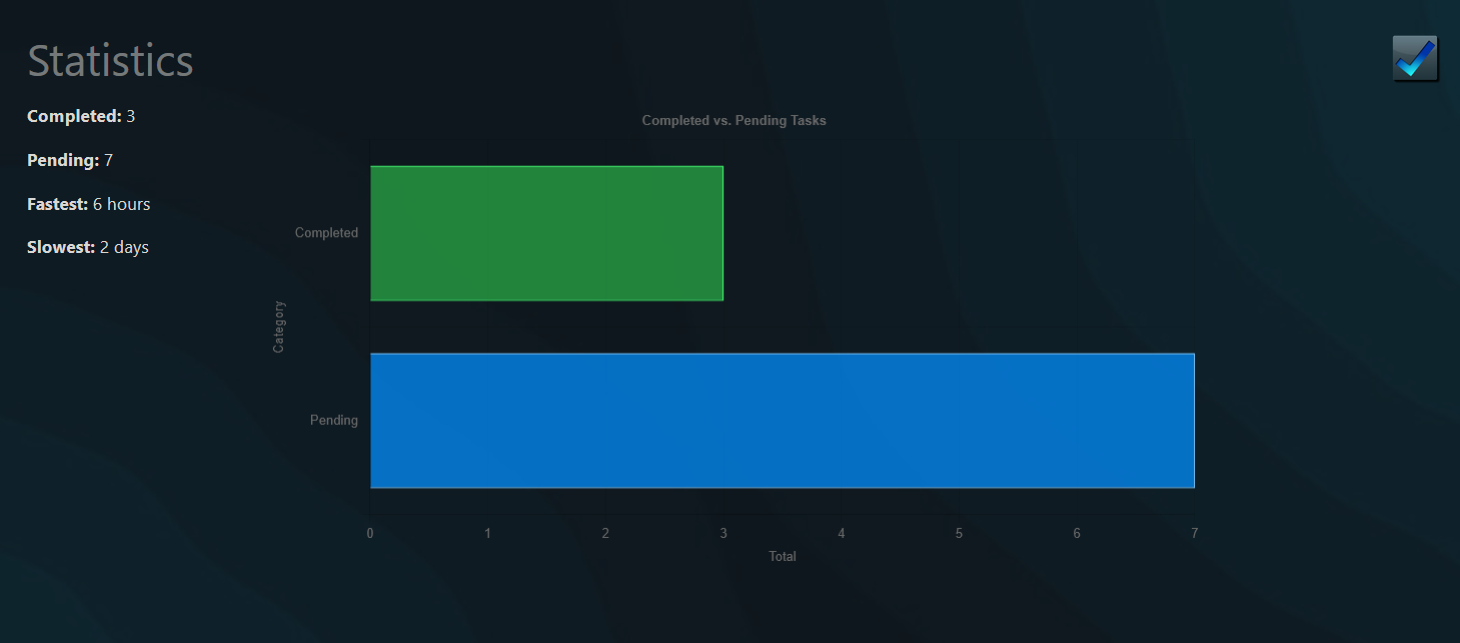 Statistics
Completed: 3
Pending: 7
Fastest: 6 hours
Slowest: 2 days
Completed vs. Pending Tasks
Category
Completed
Pending
0 1 2 3 4 5 6 7
Total